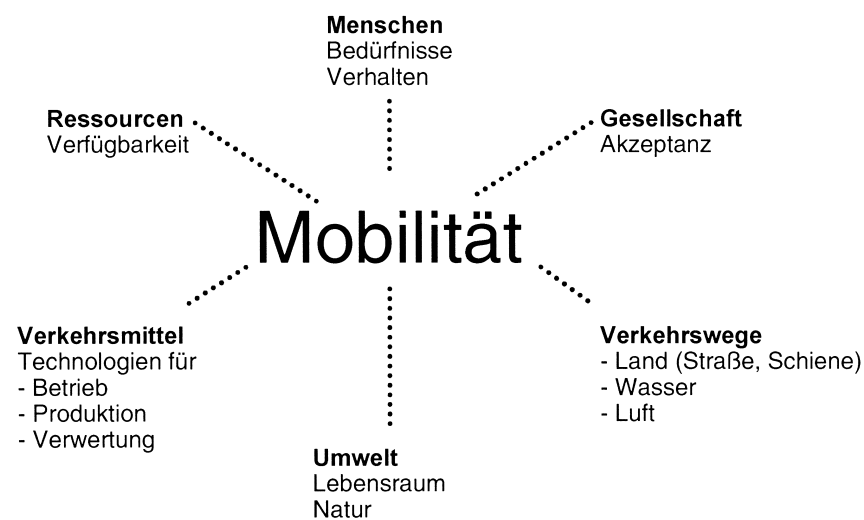 Menschen
Bedürfnisse
Verhalten
Ressourcen
Verfügbarkeit
Gesellschaft
Akzeptanz
Mobilität
Verkehrsmittel
Technologien für
- Betrieb
- Produktion
- Verwertung
Verkehrswege
- Land (Straße, Schiene)
- Wasser
- Luft
Umwelt
Lebensraum
Natur